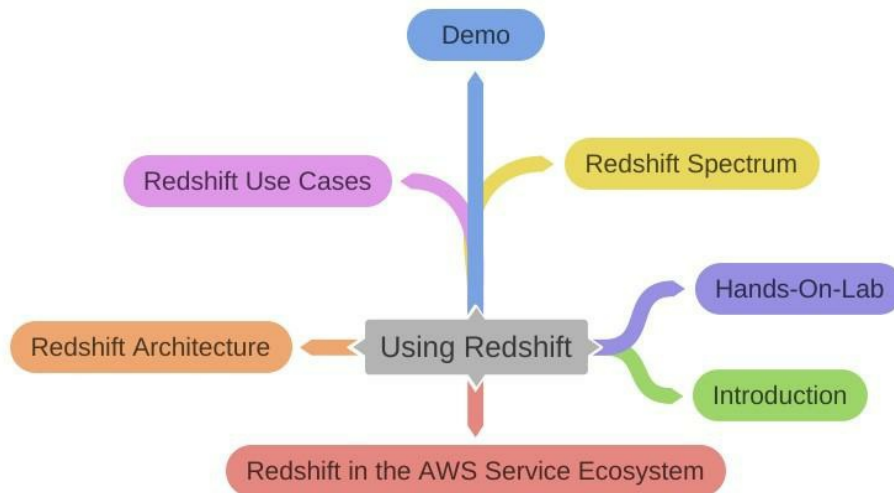 Demo
Redshift Use Cases
Redshift Spectrum
Hands-On-Lab
Redshift Architecture
Using Redshift
Introduction
Redshift in the AWS Service Ecosystem